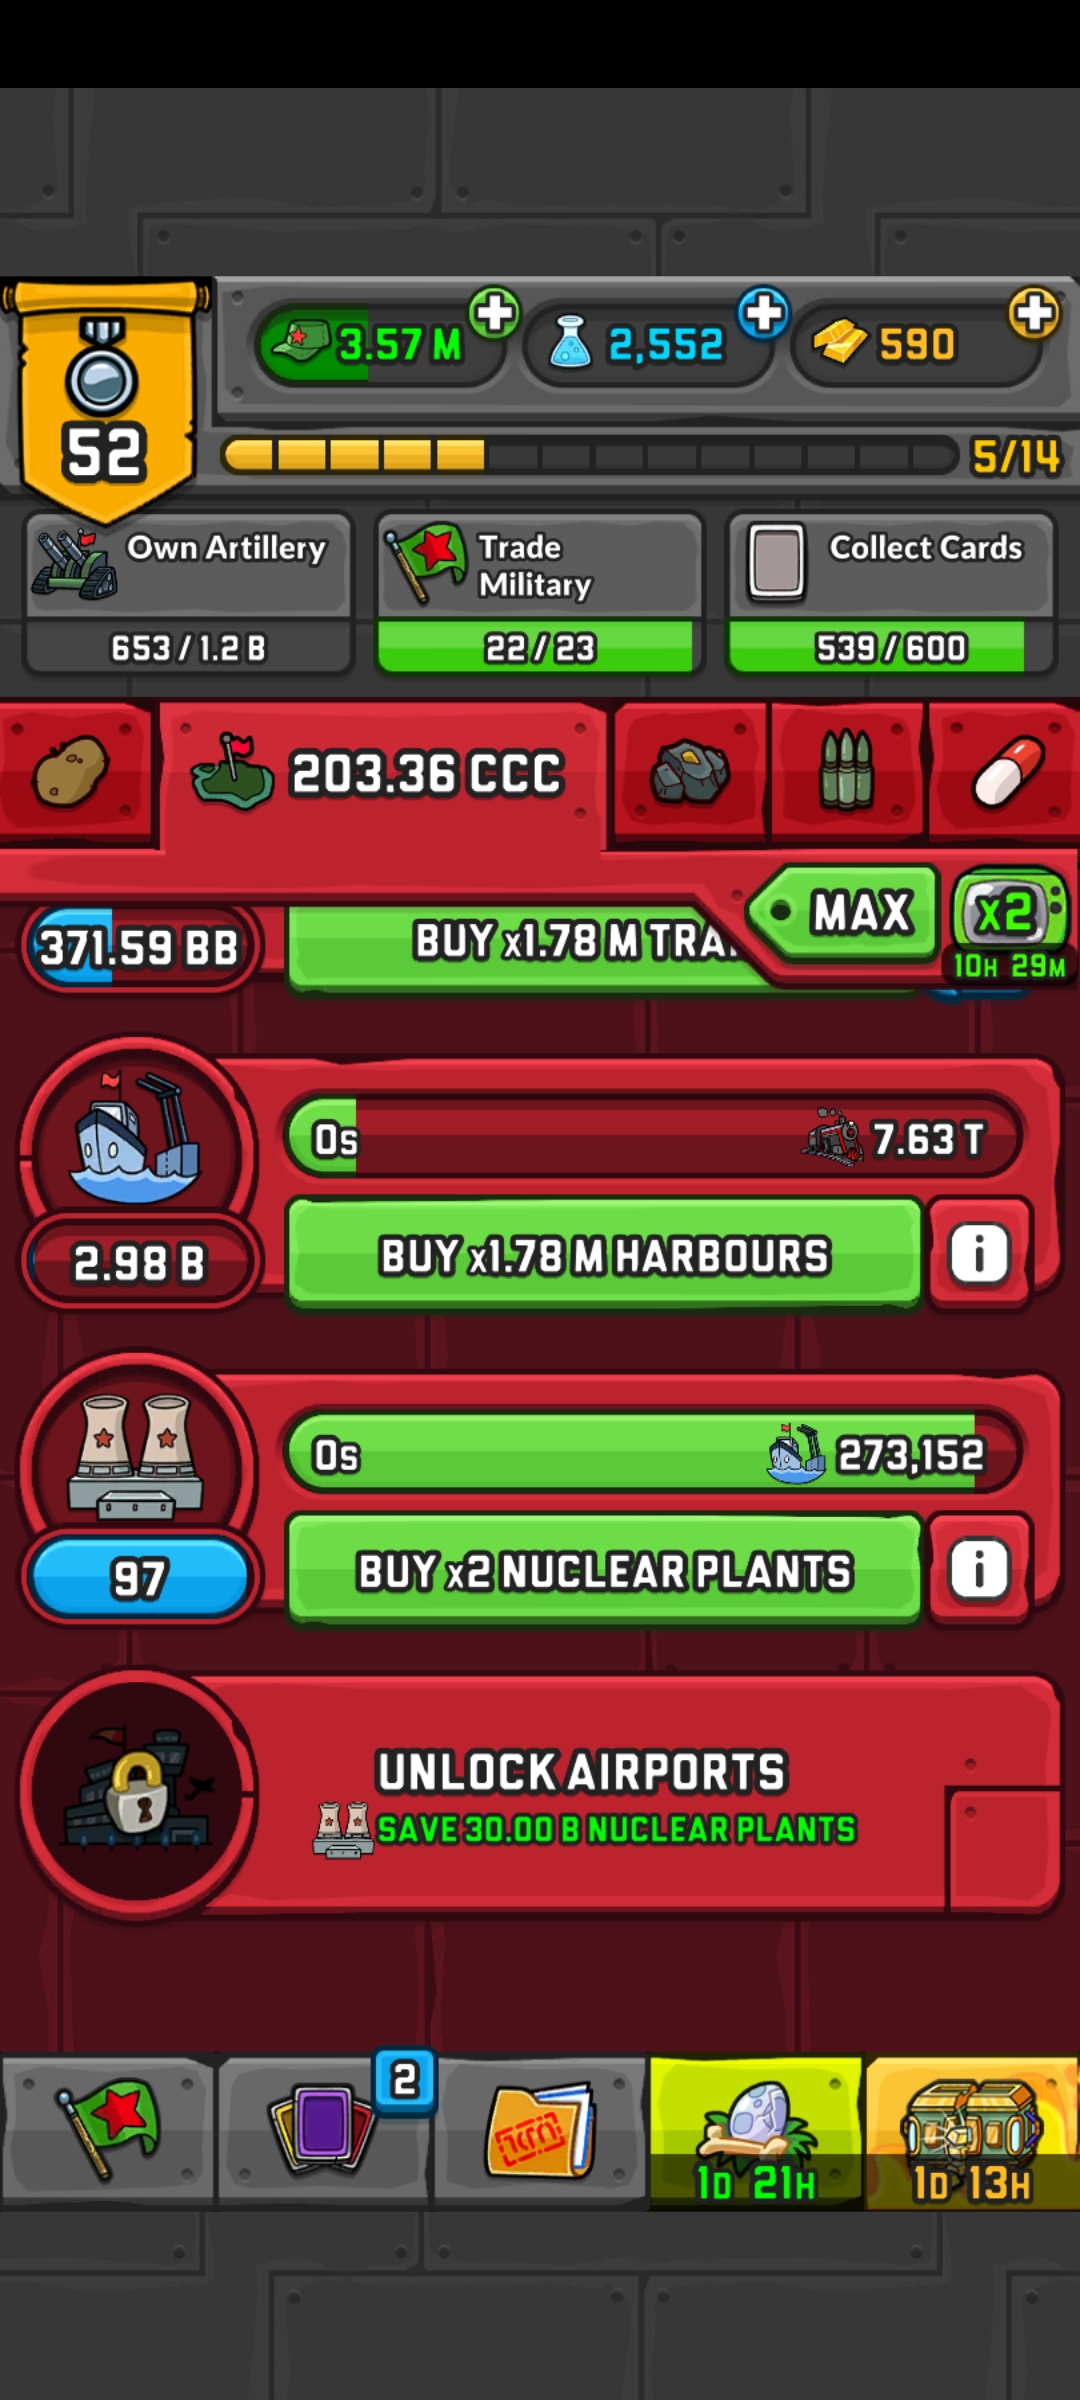 3.57 M
2,552
590
52
5/14
Own Artillery
653 / 1.2 B
Trade
Military
22 / 23
Collect Cards
539 / 600
203.36 CCC
MAX
x2
10H 29M
371.59 BB
BUY x1.78 M
0s
7.63 T
2.98 B
BUY x1.78 M HARBOURS
i
0s
273,152
97
BUY x2 NUCLEAR PLANTS
i
UNLOCK AIRPORTS
SAVE 30.00 B NUCLEAR PLANTS
2
1D 21H
1D 13H